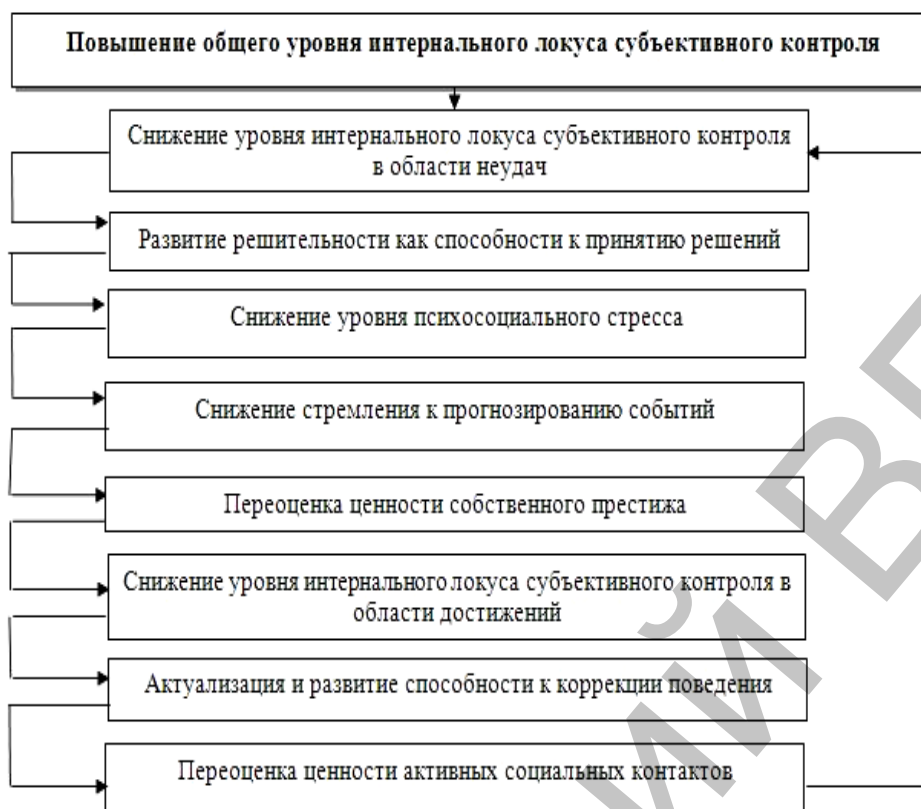 Повышение общего уровня интернального локуса субъективного контроля
Снижение уровня интернального локуса субъективного контроля
в области неудач
Развитие решительности как способности к принятию решений
Снижение уровня психосоциального стресса
Снижение стремления к прогнозированию событий
Переоценка ценности собственного престижа
Снижение уровня интернального локуса субъективного контроля в
области достижений
Актуализация и развитие способности к коррекции поведения
Переоценка ценности активных социальных контактов